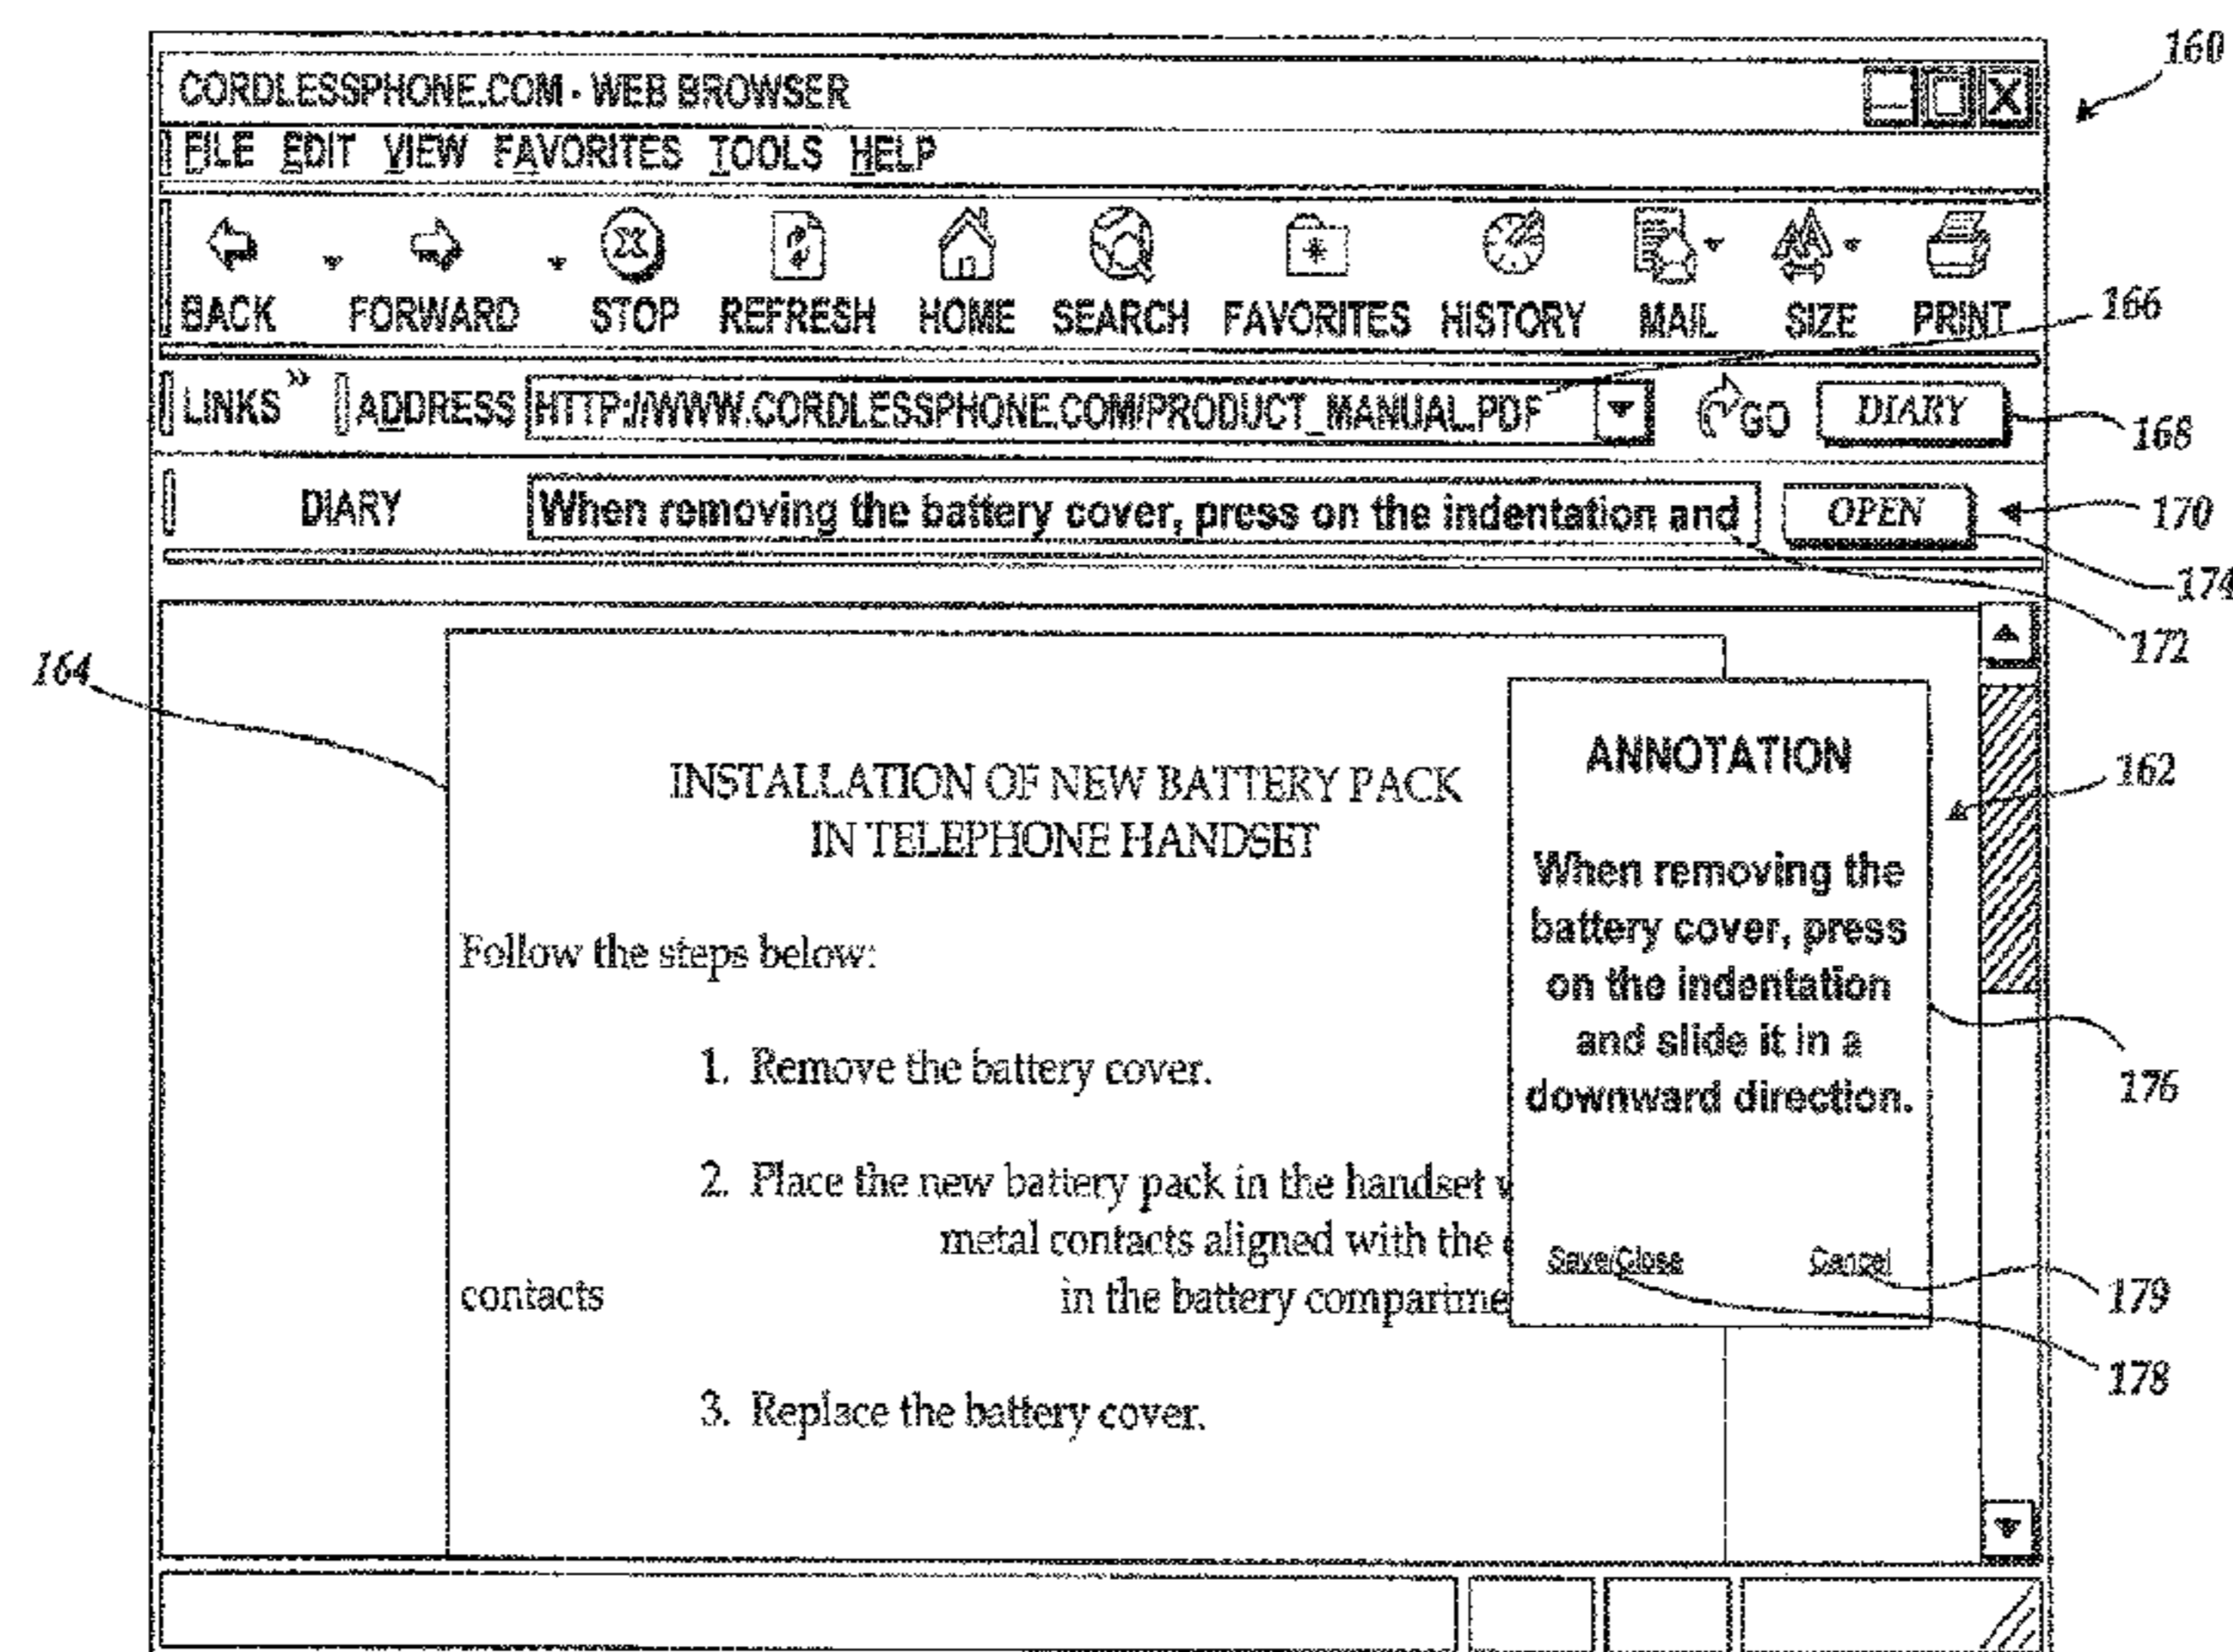 160
CORDLESSPHONE.COM - WEB BROWSER
FILE EDIT VIEW FAVORITES TOOLS HELP
BACK FORWARD STOP REFRESH HOME SEARCH FAVORITES HISTORY MAIL SIZE PRINT
166
LINKS » ADDRESS HTTP://WWW.CORDLESSPHONE.COM/PRODUCT_MANUAL.PDF GO DIARY
168
DIARY When removing the battery cover, press on the indentation and OPEN
170
174
172
164
162
INSTALLATION OF NEW BATTERY PACK
IN TELEPHONE HANDSET
Follow the steps below:
1. Remove the battery cover.
2. Place the new battery pack in the handset w
metal contacts aligned with the c
contacts in the battery compartme
3. Replace the battery cover.
ANNOTATION
When removing the
battery cover, press
on the indentation
and slide it in a
downward direction.
Save/Close Cancel
176
179
178